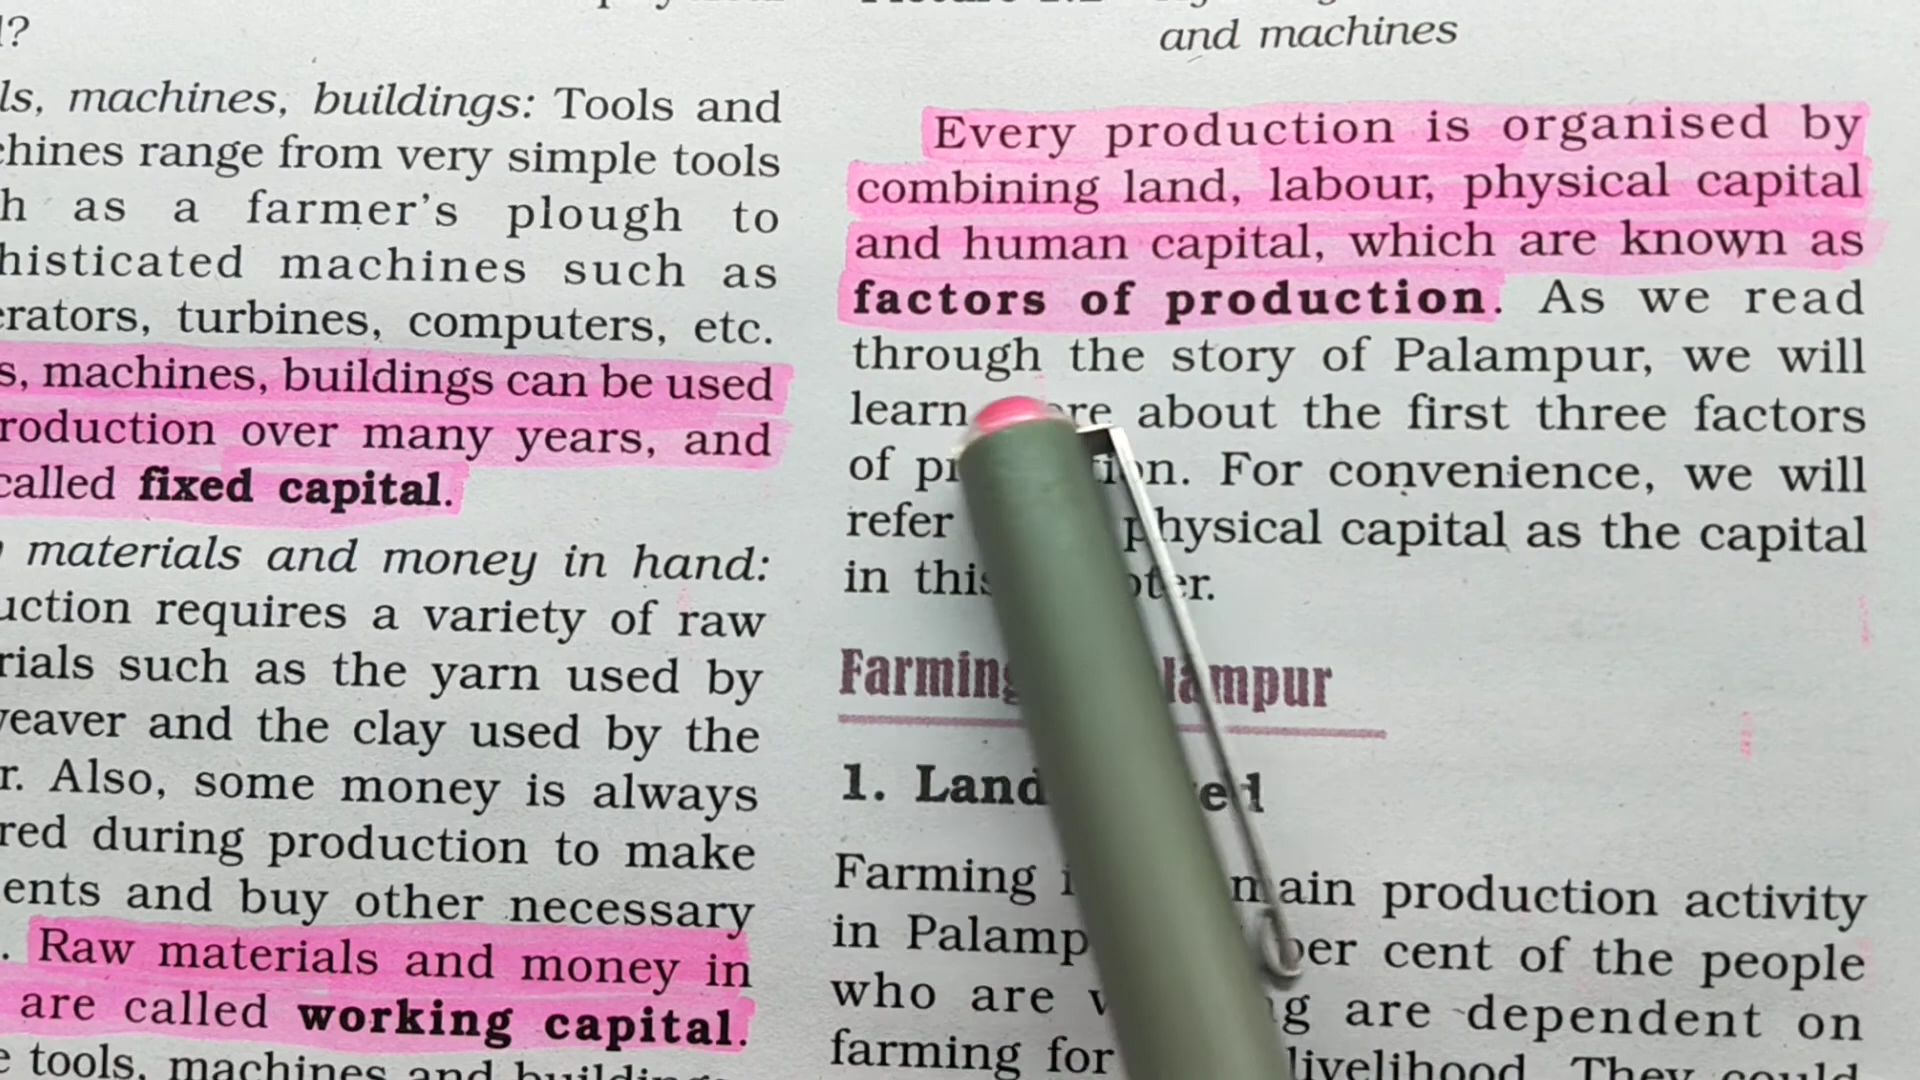 l?
ls, machines, buildings: Tools and
chines range from very simple tools
h as a farmer's plough to
histicated machines such as
erators, turbines, computers, etc.
s, machines, buildings can be used
roduction over many years, and
called fixed capital.
materials and money in hand:
uction requires a variety of raw
rials such as the yarn used by
weaver and the clay used by the
r. Also, some money is always
red during production to make
ents and buy other necessary
. Raw materials and money in
are called working capital.
e tools, machines and
and machines
Every production is organised by
combining land, labour, physical capital
and human capital, which are known as
factors of production. As we read
through the story of Palampur, we will
learn about the first three factors
of For convenience, we will
refer physical capital as the capital
in
Farming
1. Land
Farming main production activity
in per cent of the people
who are are dependent on
farming for livelihood. They could